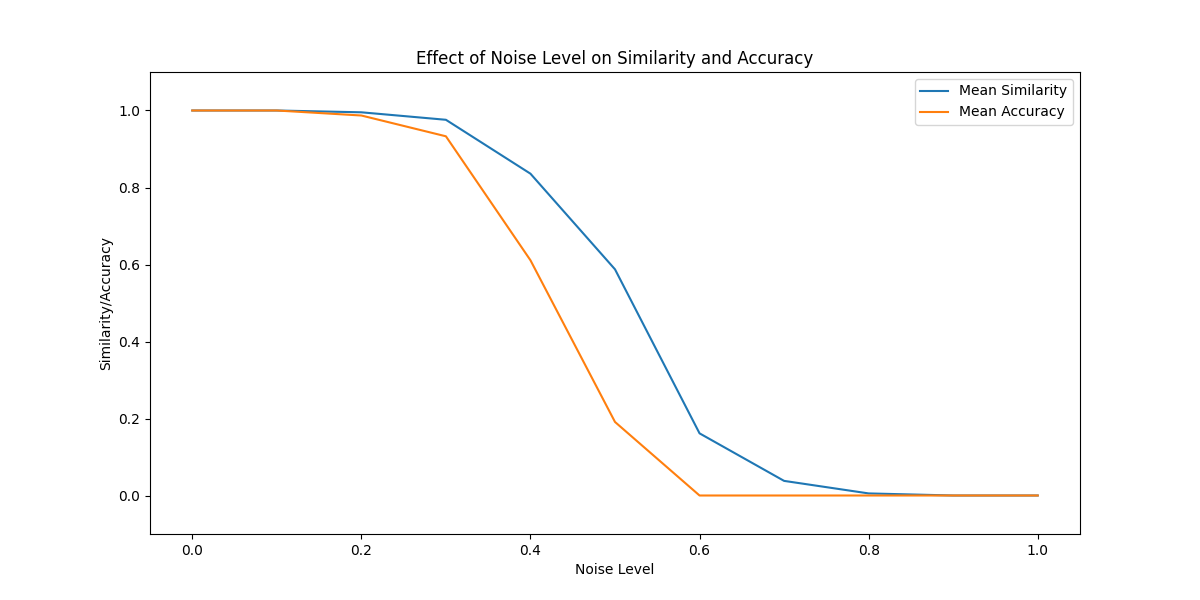 Effect of Noise Level on Similarity and Accuracy
Mean Similarity
Mean Accuracy
Similarity/Accuracy
1.0
0.8
0.6
0.4
0.2
0.0
0.0 0.2 0.4 0.6 0.8 1.0
Noise Level